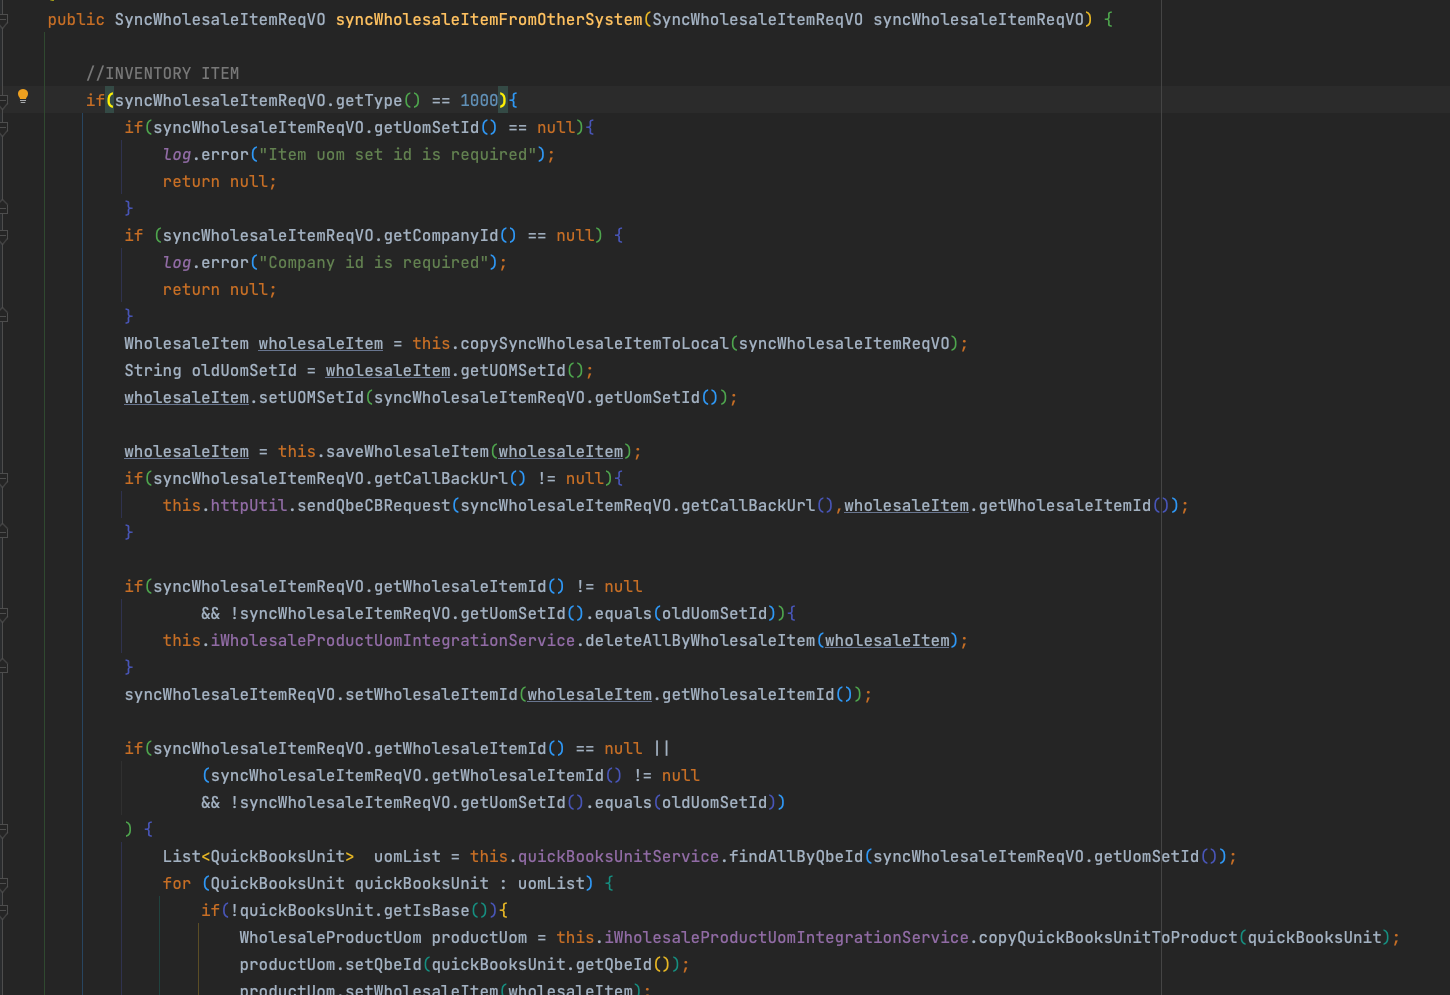 public SyncWholesaleItemReqVO syncWholesaleItemFromOtherSystem(SyncWholesaleItemReqVO syncWholesaleItemReqVO) {
//INVENTORY ITEM
if(syncWholesaleItemReqVO.getType() == 1000){
if(syncWholesaleItemReqVO.getUomSetId() == null){
log.error("Item uom set id is required");
return null;
}
if (syncWholesaleItemReqVO.getCompanyId() == null) {
log.error("Company id is required");
return null;
}
WholesaleItem wholesaleItem = this.copySyncWholesaleItemToLocal(syncWholesaleItemReqVO);
String oldUomSetId = wholesaleItem.getUOMSetId();
wholesaleItem.setUOMSetId(syncWholesaleItemReqVO.getUomSetId());
wholesaleItem = this.saveWholesaleItem(wholesaleItem);
if(syncWholesaleItemReqVO.getCallBackUrl() != null){
this.httpUtil.sendQbeCBRequest(syncWholesaleItemReqVO.getCallBackUrl(),wholesaleItem.getWholesaleItemId());
}
if(syncWholesaleItemReqVO.getWholesaleItemId() != null
&& !syncWholesaleItemReqVO.getUomSetId().equals(oldUomSetId)){
this.iWholesaleProductUomIntegrationService.deleteAllByWholesaleItem(wholesaleItem);
}
syncWholesaleItemReqVO.setWholesaleItemId(wholesaleItem.getWholesaleItemId());
if(syncWholesaleItemReqVO.getWholesaleItemId() == null ||
(syncWholesaleItemReqVO.getWholesaleItemId() != null
&& !syncWholesaleItemReqVO.getUomSetId().equals(oldUomSetId))
) {
List<QuickBooksUnit>  uomList = this.quickBooksUnitService.findAllByQbeId(syncWholesaleItemReqVO.getUomSetId());
for (QuickBooksUnit quickBooksUnit : uomList) {
if(!quickBooksUnit.getIsBase()){
WholesaleProductUom productUom = this.iWholesaleProductUomIntegrationService.copyQuickBooksUnitToProduct(quickBooksUnit);
productUom.setQbeId(quickBooksUnit.getQbeId());
productUom.setWholesaleItem(wholesaleItem);